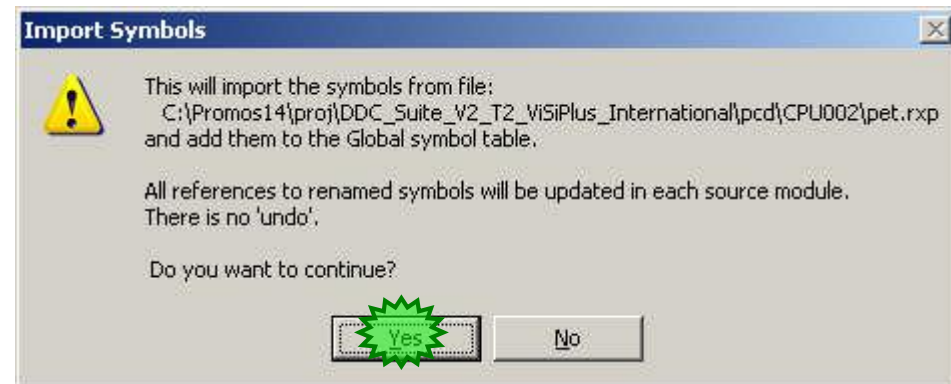 Import Symbols
This will import the symbols from file:
C:\Promos14\proj\DDC_Suite_V2_T2_ViSiPlus_International\pcd\CPU002\pet.rxp
and add them to the Global symbol table.
All references to renamed symbols will be updated in each source module.
There is no 'undo'.
Do you want to continue?
Yes
No